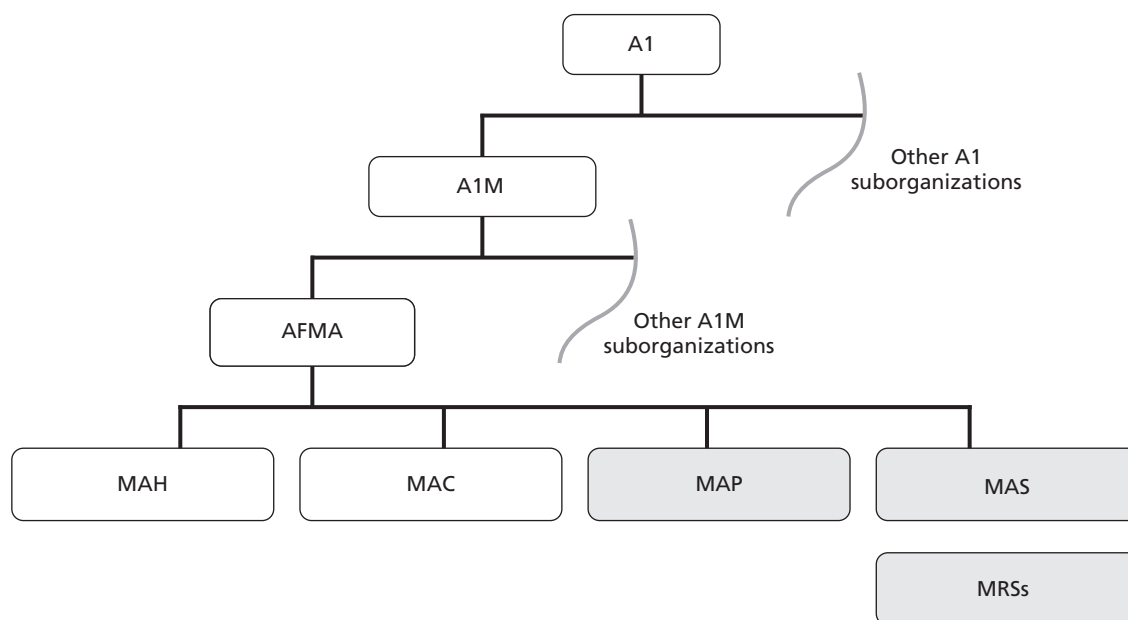 A1
Other A1
suborganizations
A1M
Other A1M
suborganizations
AFMA
MAH
MAC
MAP
MAS
MRSs